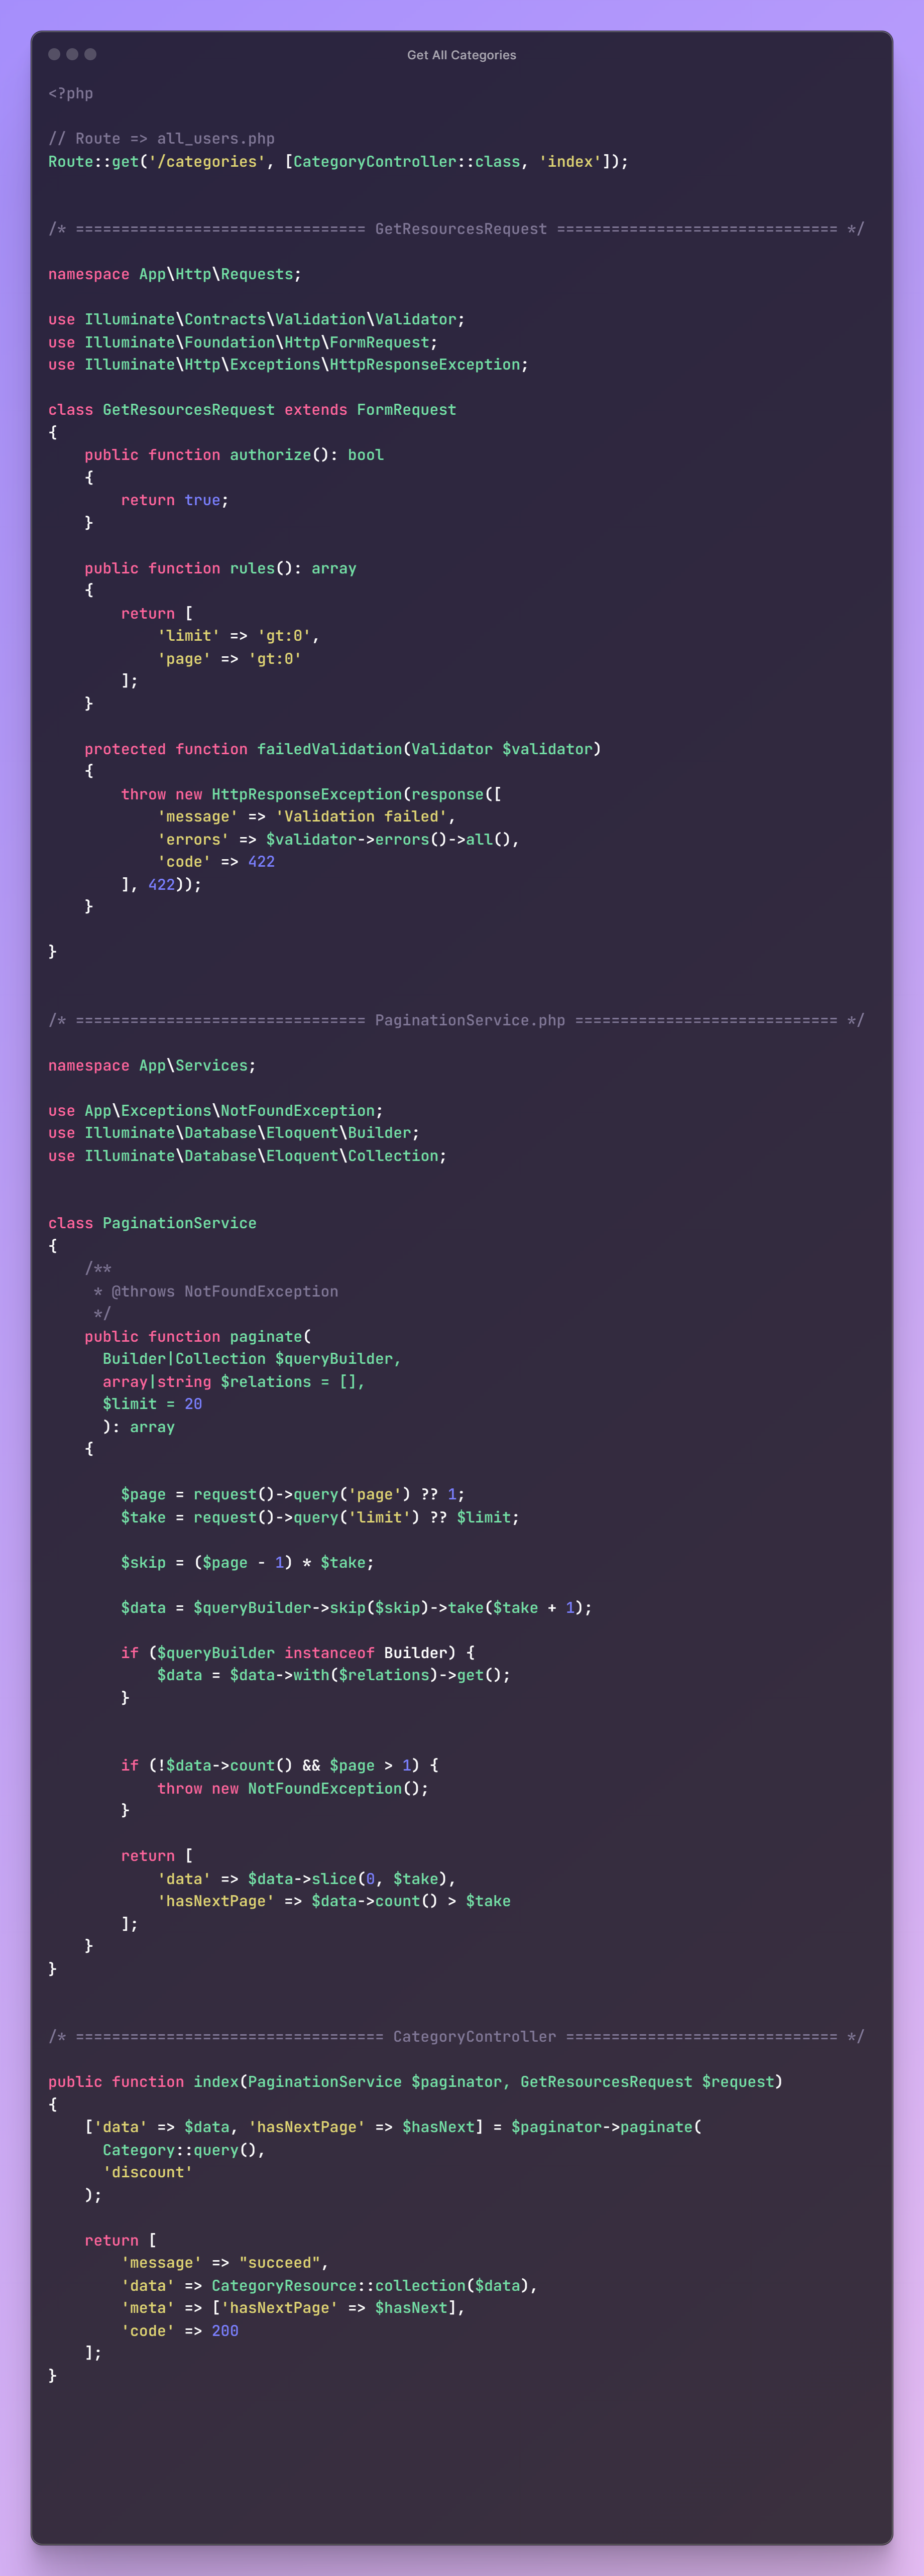 Get All Categories
<?php
// Route => all_users.php
Route::get('/categories', [CategoryController::class, 'index']);
/* ================================ GetResourcesRequest =============================== */
namespace App\Http\Requests;
use Illuminate\Contracts\Validation\Validator;
use Illuminate\Foundation\Http\FormRequest;
use Illuminate\Http\Exceptions\HttpResponseException;
class GetResourcesRequest extends FormRequest
{
    public function authorize(): bool
    {
        return true;
    }
    public function rules(): array
    {
        return [
            'limit' => 'gt:0',
            'page' => 'gt:0'
        ];
    }
    protected function failedValidation(Validator $validator)
    {
        throw new HttpResponseException(response([
            'message' => 'Validation failed',
            'errors' => $validator->errors()->all(),
            'code' => 422
        ], 422));
    }
}
/* ================================ PaginationService.php ============================= */
namespace App\Services;
use App\Exceptions\NotFoundException;
use Illuminate\Database\Eloquent\Builder;
use Illuminate\Database\Eloquent\Collection;
class PaginationService
{
    /**
     * @throws NotFoundException
     */
    public function paginate(
      Builder|Collection $queryBuilder,
      array|string $relations = [],
      $limit = 20
      ): array
    {
        $page = request()->query('page') ?? 1;
        $take = request()->query('limit') ?? $limit;
        $skip = ($page - 1) * $take;
        $data = $queryBuilder->skip($skip)->take($take + 1);
        if ($queryBuilder instanceof Builder) {
            $data = $data->with($relations)->get();
        }
        if (!$data->count() && $page > 1) {
            throw new NotFoundException();
        }
        return [
            'data' => $data->slice(0, $take),
            'hasNextPage' => $data->count() > $take
        ];
    }
}
/* ================================== CategoryController ============================== */
public function index(PaginationService $paginator, GetResourcesRequest $request)
{
    ['data' => $data, 'hasNextPage' => $hasNext] = $paginator->paginate(
      Category::query(),
      'discount'
    );
    return [
        'message' => "succeed",
        'data' => CategoryResource::collection($data),
        'meta' => ['hasNextPage' => $hasNext],
        'code' => 200
    ];
}